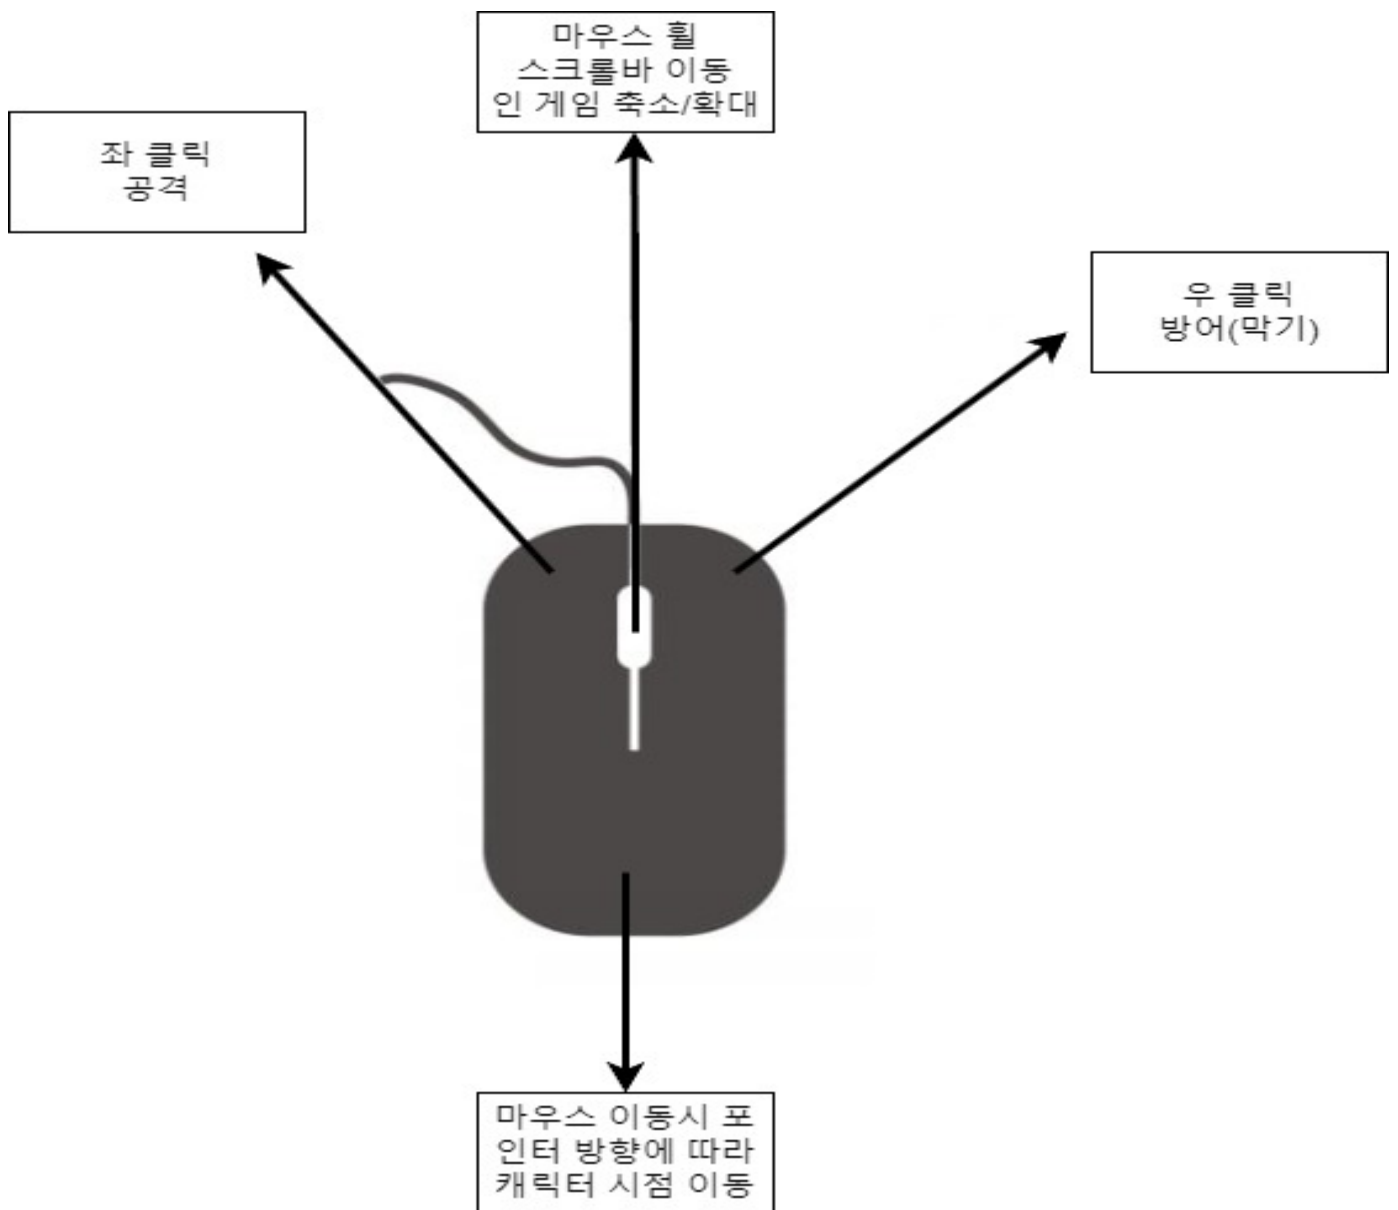 마우스 휠
스크롤바 이동
인 게임 축소/확대
좌 클릭
공격
우 클릭
방어(막기)
마우스 이동시 포
인터 방향에 따라
캐릭터 시점 이동